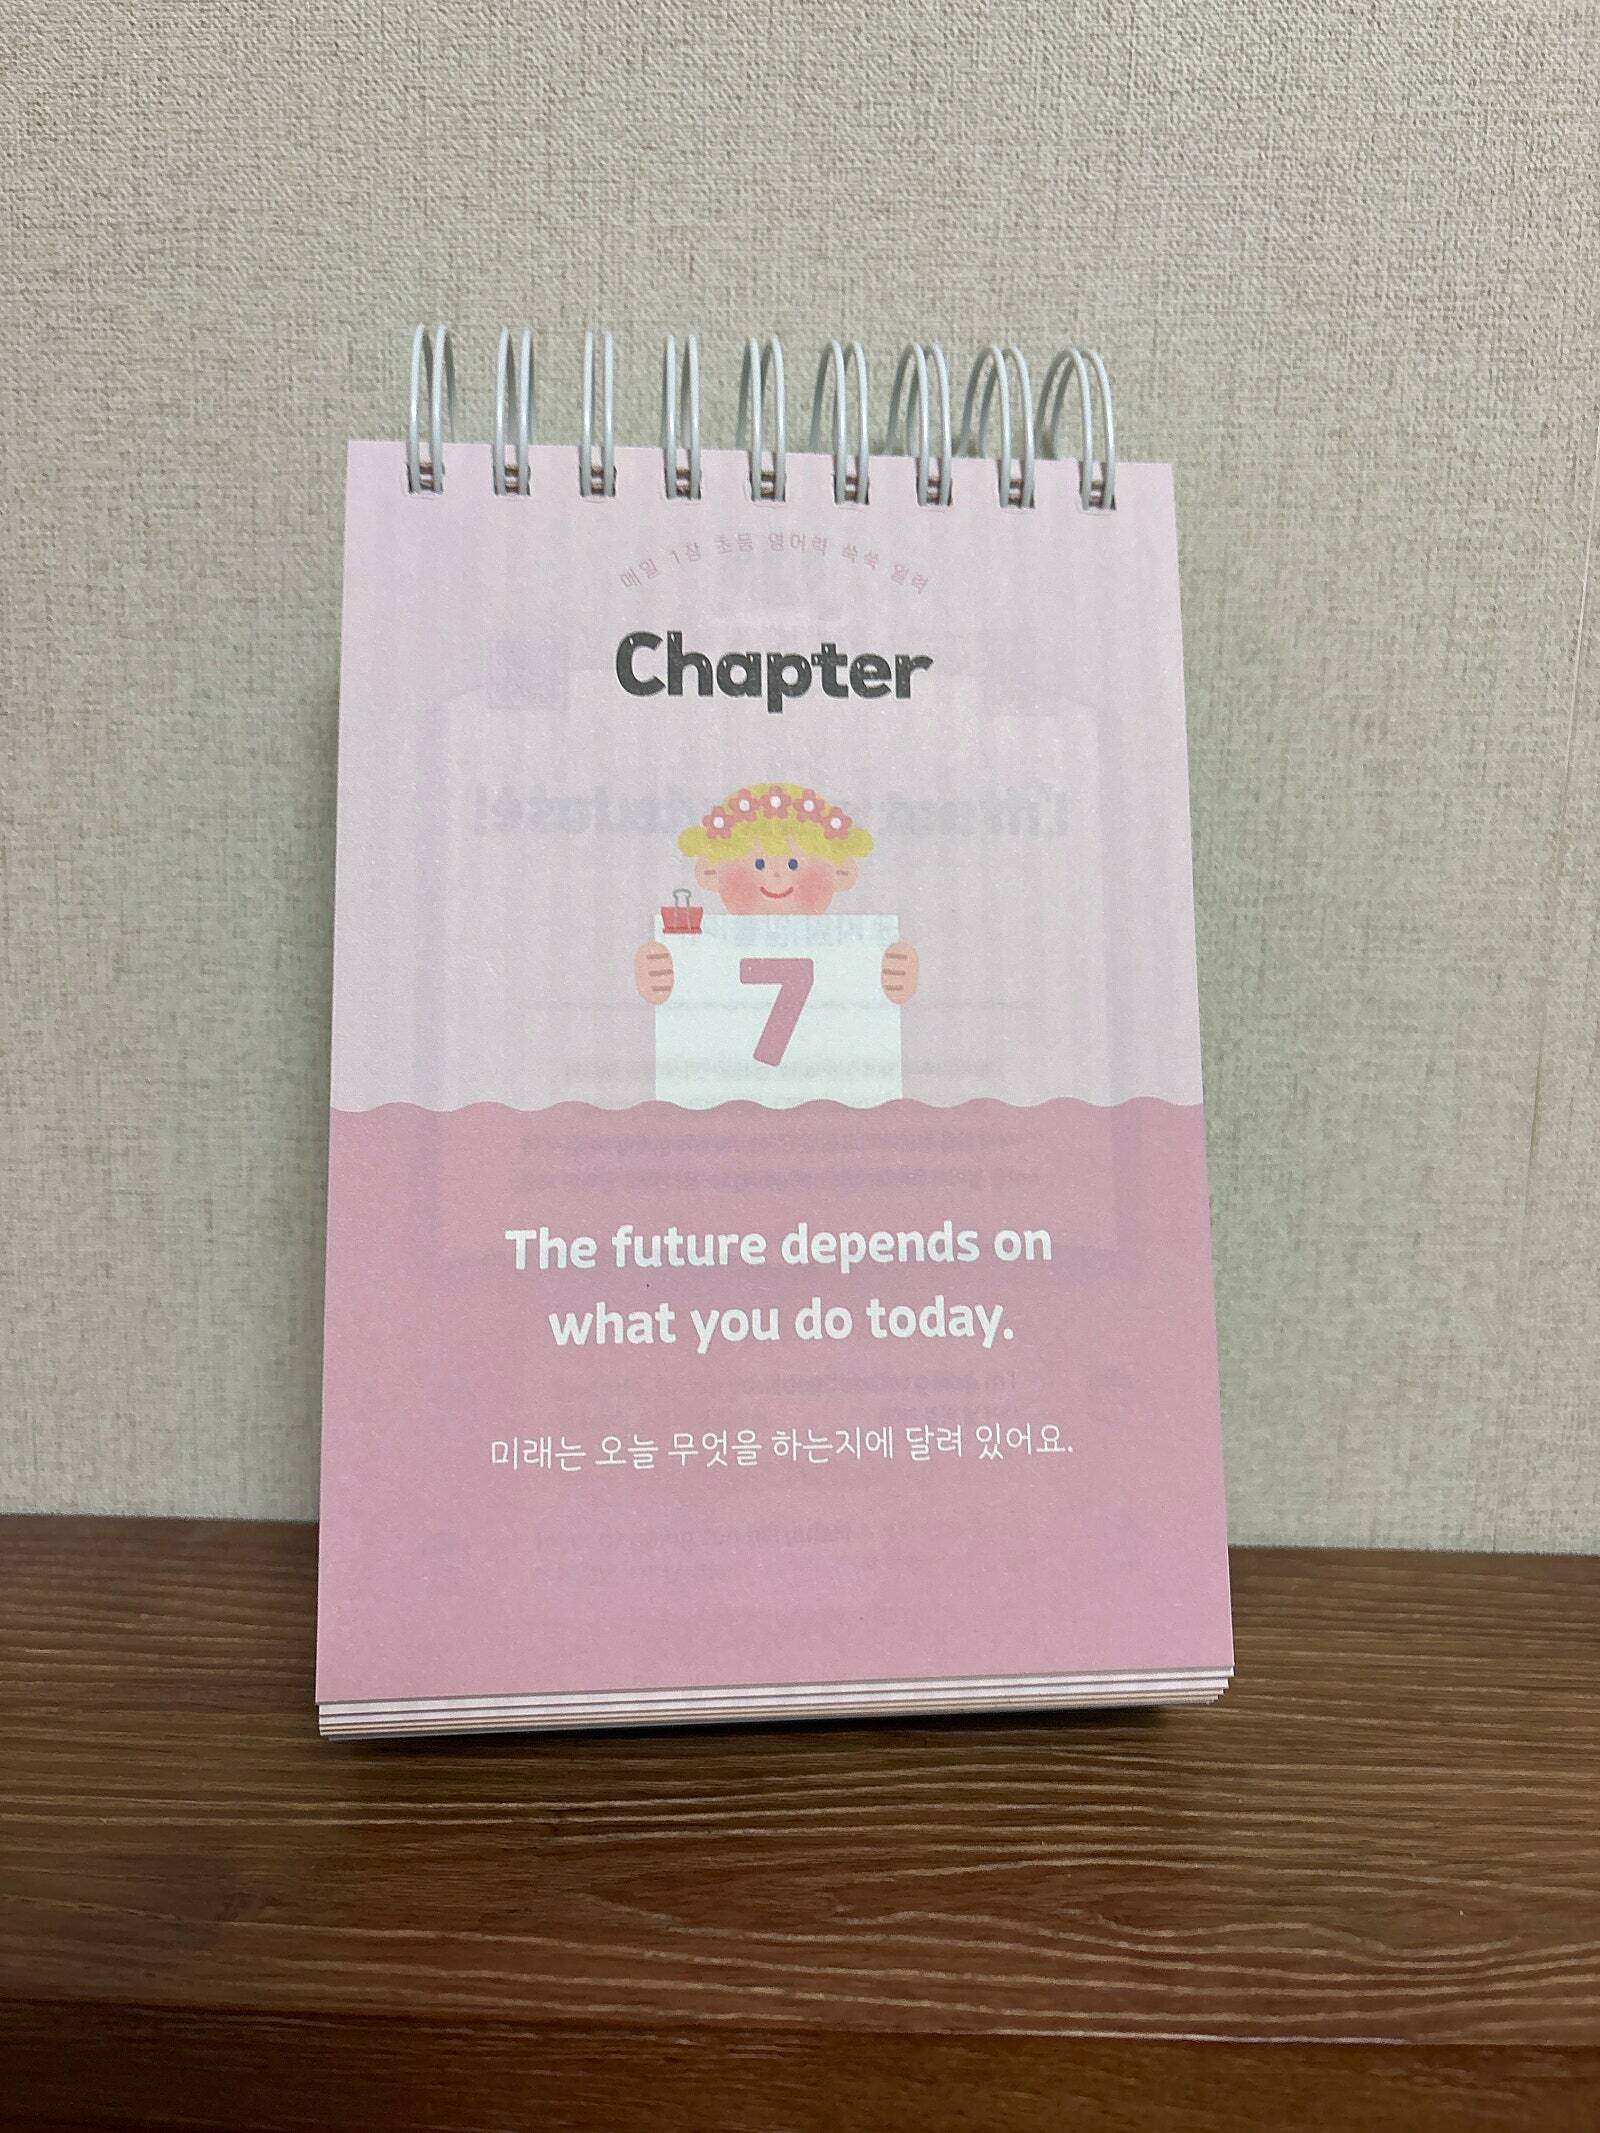 매일 1장 초등 영어력 쑥쑥 일력
Chapter
7
The future depends on
what you do today.
미래는 오늘 무엇을 하는지에 달려 있어요.